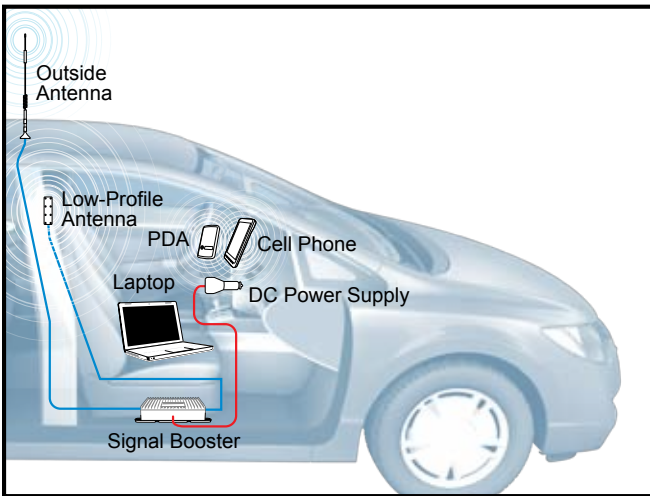 Outside
Antenna
Low-Profile
Antenna
PDA
Cell Phone
Laptop
DC Power Supply
Signal Booster